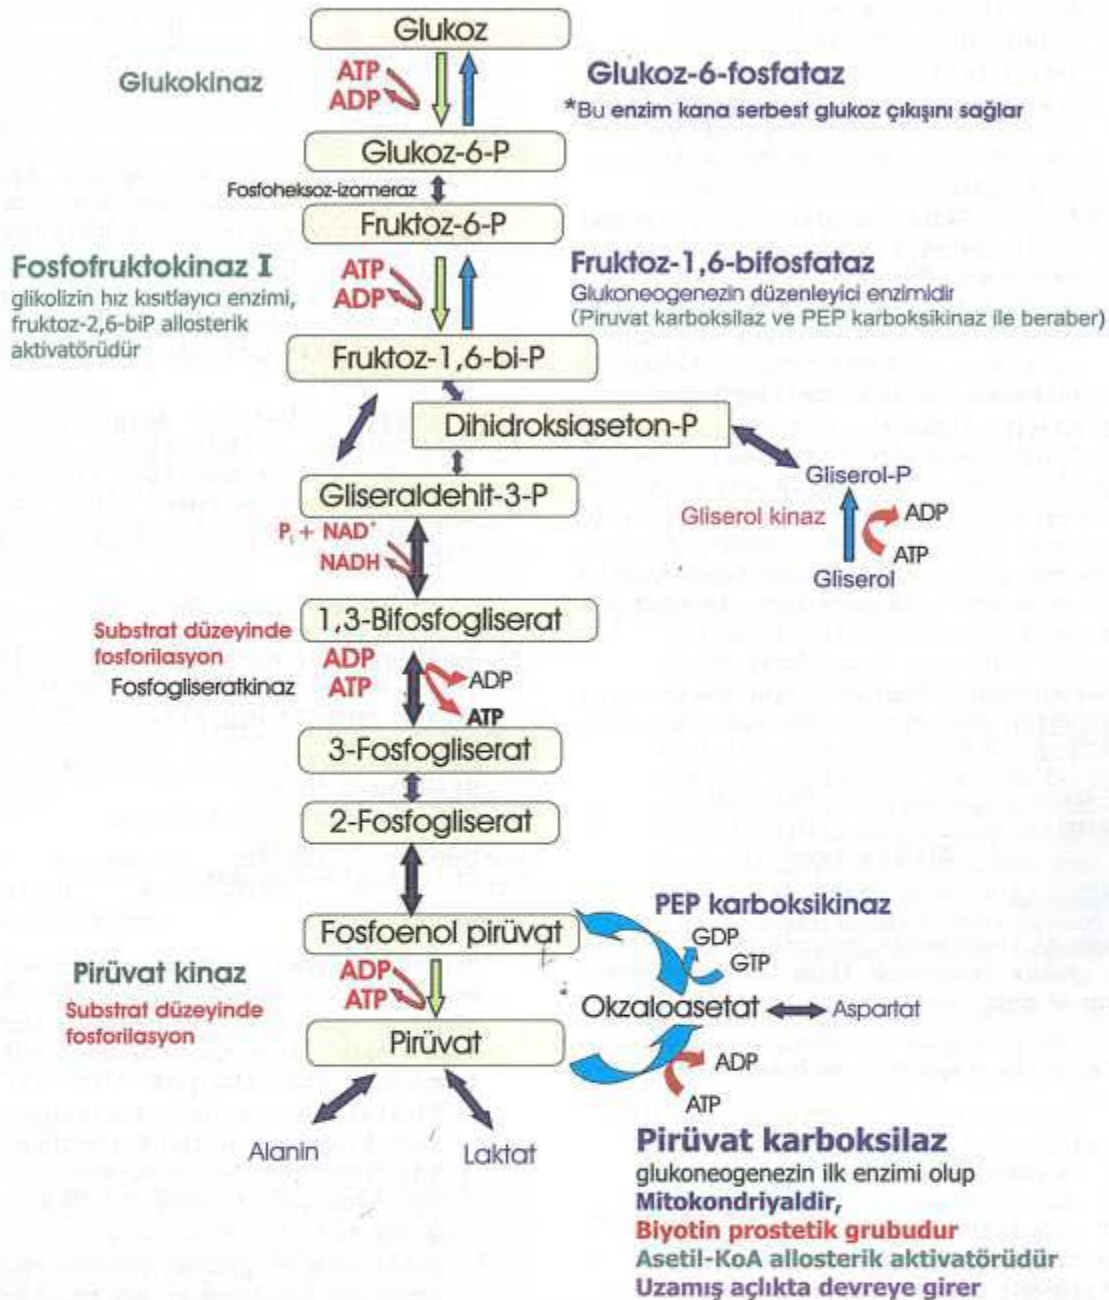 Glukoz
Glukokinaz
ATP
ADP
Glukoz-6-fosfataz
*Bu enzim kana serbest glukoz çıkışını sağlar
Glukoz-6-P
Fosfoheksoz-izomeraz
Fruktoz-6-P
Fosfofruktokinaz I
glikolizin hız kısıtlayıcı enzimi,
fruktoz-2,6-biP allosterik
aktivatörüdür
ATP
ADP
Fruktoz-1,6-bifosfataz
Glukoneogenezin düzenleyici enzimidir
(Piruvat karboksilaz ve PEP karboksikinaz ile beraber)
Fruktoz-1,6-bi-P
Dihidroksiaseton-P
Gliseraldehit-3-P
Gliserol-P
Gliserol kinaz
ADP
ATP
Gliserol
Pi + NAD+
NADH
1,3-Bifosfogliserat
Substrat düzeyinde
fosforilasyon
Fosfogliseratkinaz
ADP
ATP
ADP
ATP
3-Fosfogliserat
2-Fosfogliserat
Fosfoenol pirüvat
PEP karboksikinaz
GDP
GTP
Pirüvat kinaz
Substrat düzeyinde
fosforilasyon
ADP
ATP
Okzaloasetat
Aspartat
Pirüvat
ADP
ATP
Alanin
Laktat
Pirüvat karboksilaz
glukoneogenezin ilk enzimi olup
Mitokondriyaldir,
Biyotin prostetik grubudur
Asetil-KoA allosterik aktivatörüdür
Uzamış açlıkta devreye girer